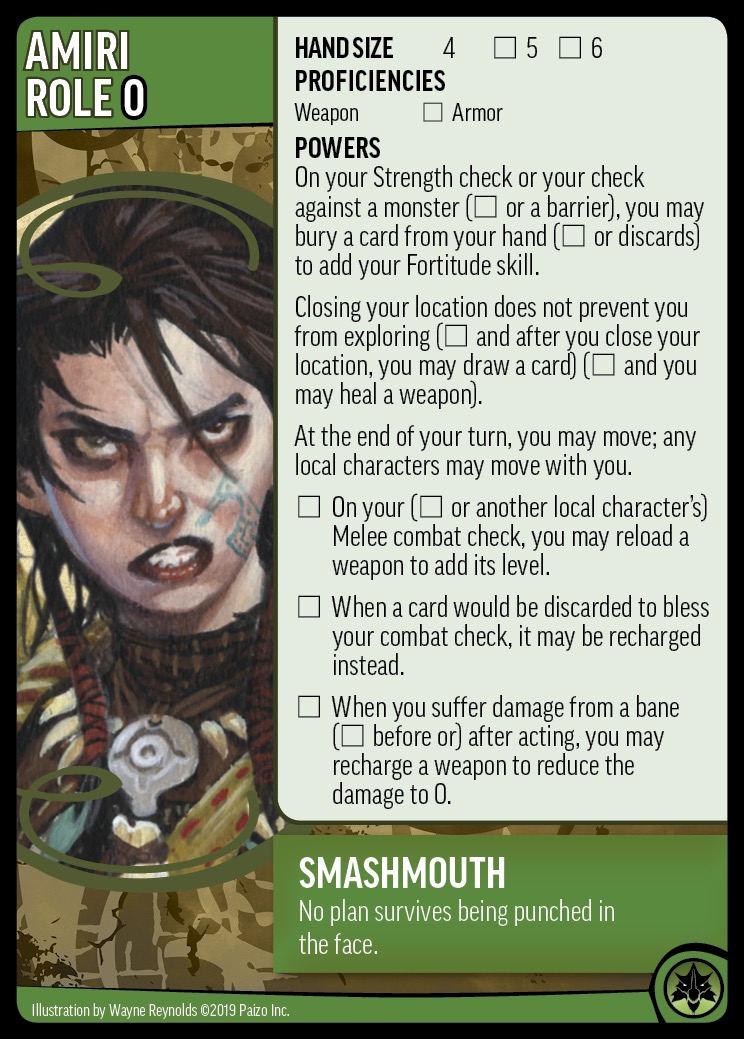 AMIRI
ROLE 0
HAND SIZE 4 ☐ 5 ☐ 6
PROFICIENCIES
Weapon ☐ Armor
POWERS
On your Strength check or your check
against a monster (☐ or a barrier), you may
bury a card from your hand (☐ or discards)
to add your Fortitude skill.
Closing your location does not prevent you
from exploring (☐ and after you close your
location, you may draw a card) (☐ and you
may heal a weapon).
At the end of your turn, you may move; any
local characters may move with you.
☐ On your (☐ or another local character's)
Melee combat check, you may reload a
weapon to add its level.
☐ When a card would be discarded to bless
your combat check, it may be recharged
instead.
☐ When you suffer damage from a bane
(☐ before or) after acting, you may
recharge a weapon to reduce the
damage to 0.
SMASHMOUTH
No plan survives being punched in
the face.
Illustration by Wayne Reynolds ©2019 Paizo Inc.